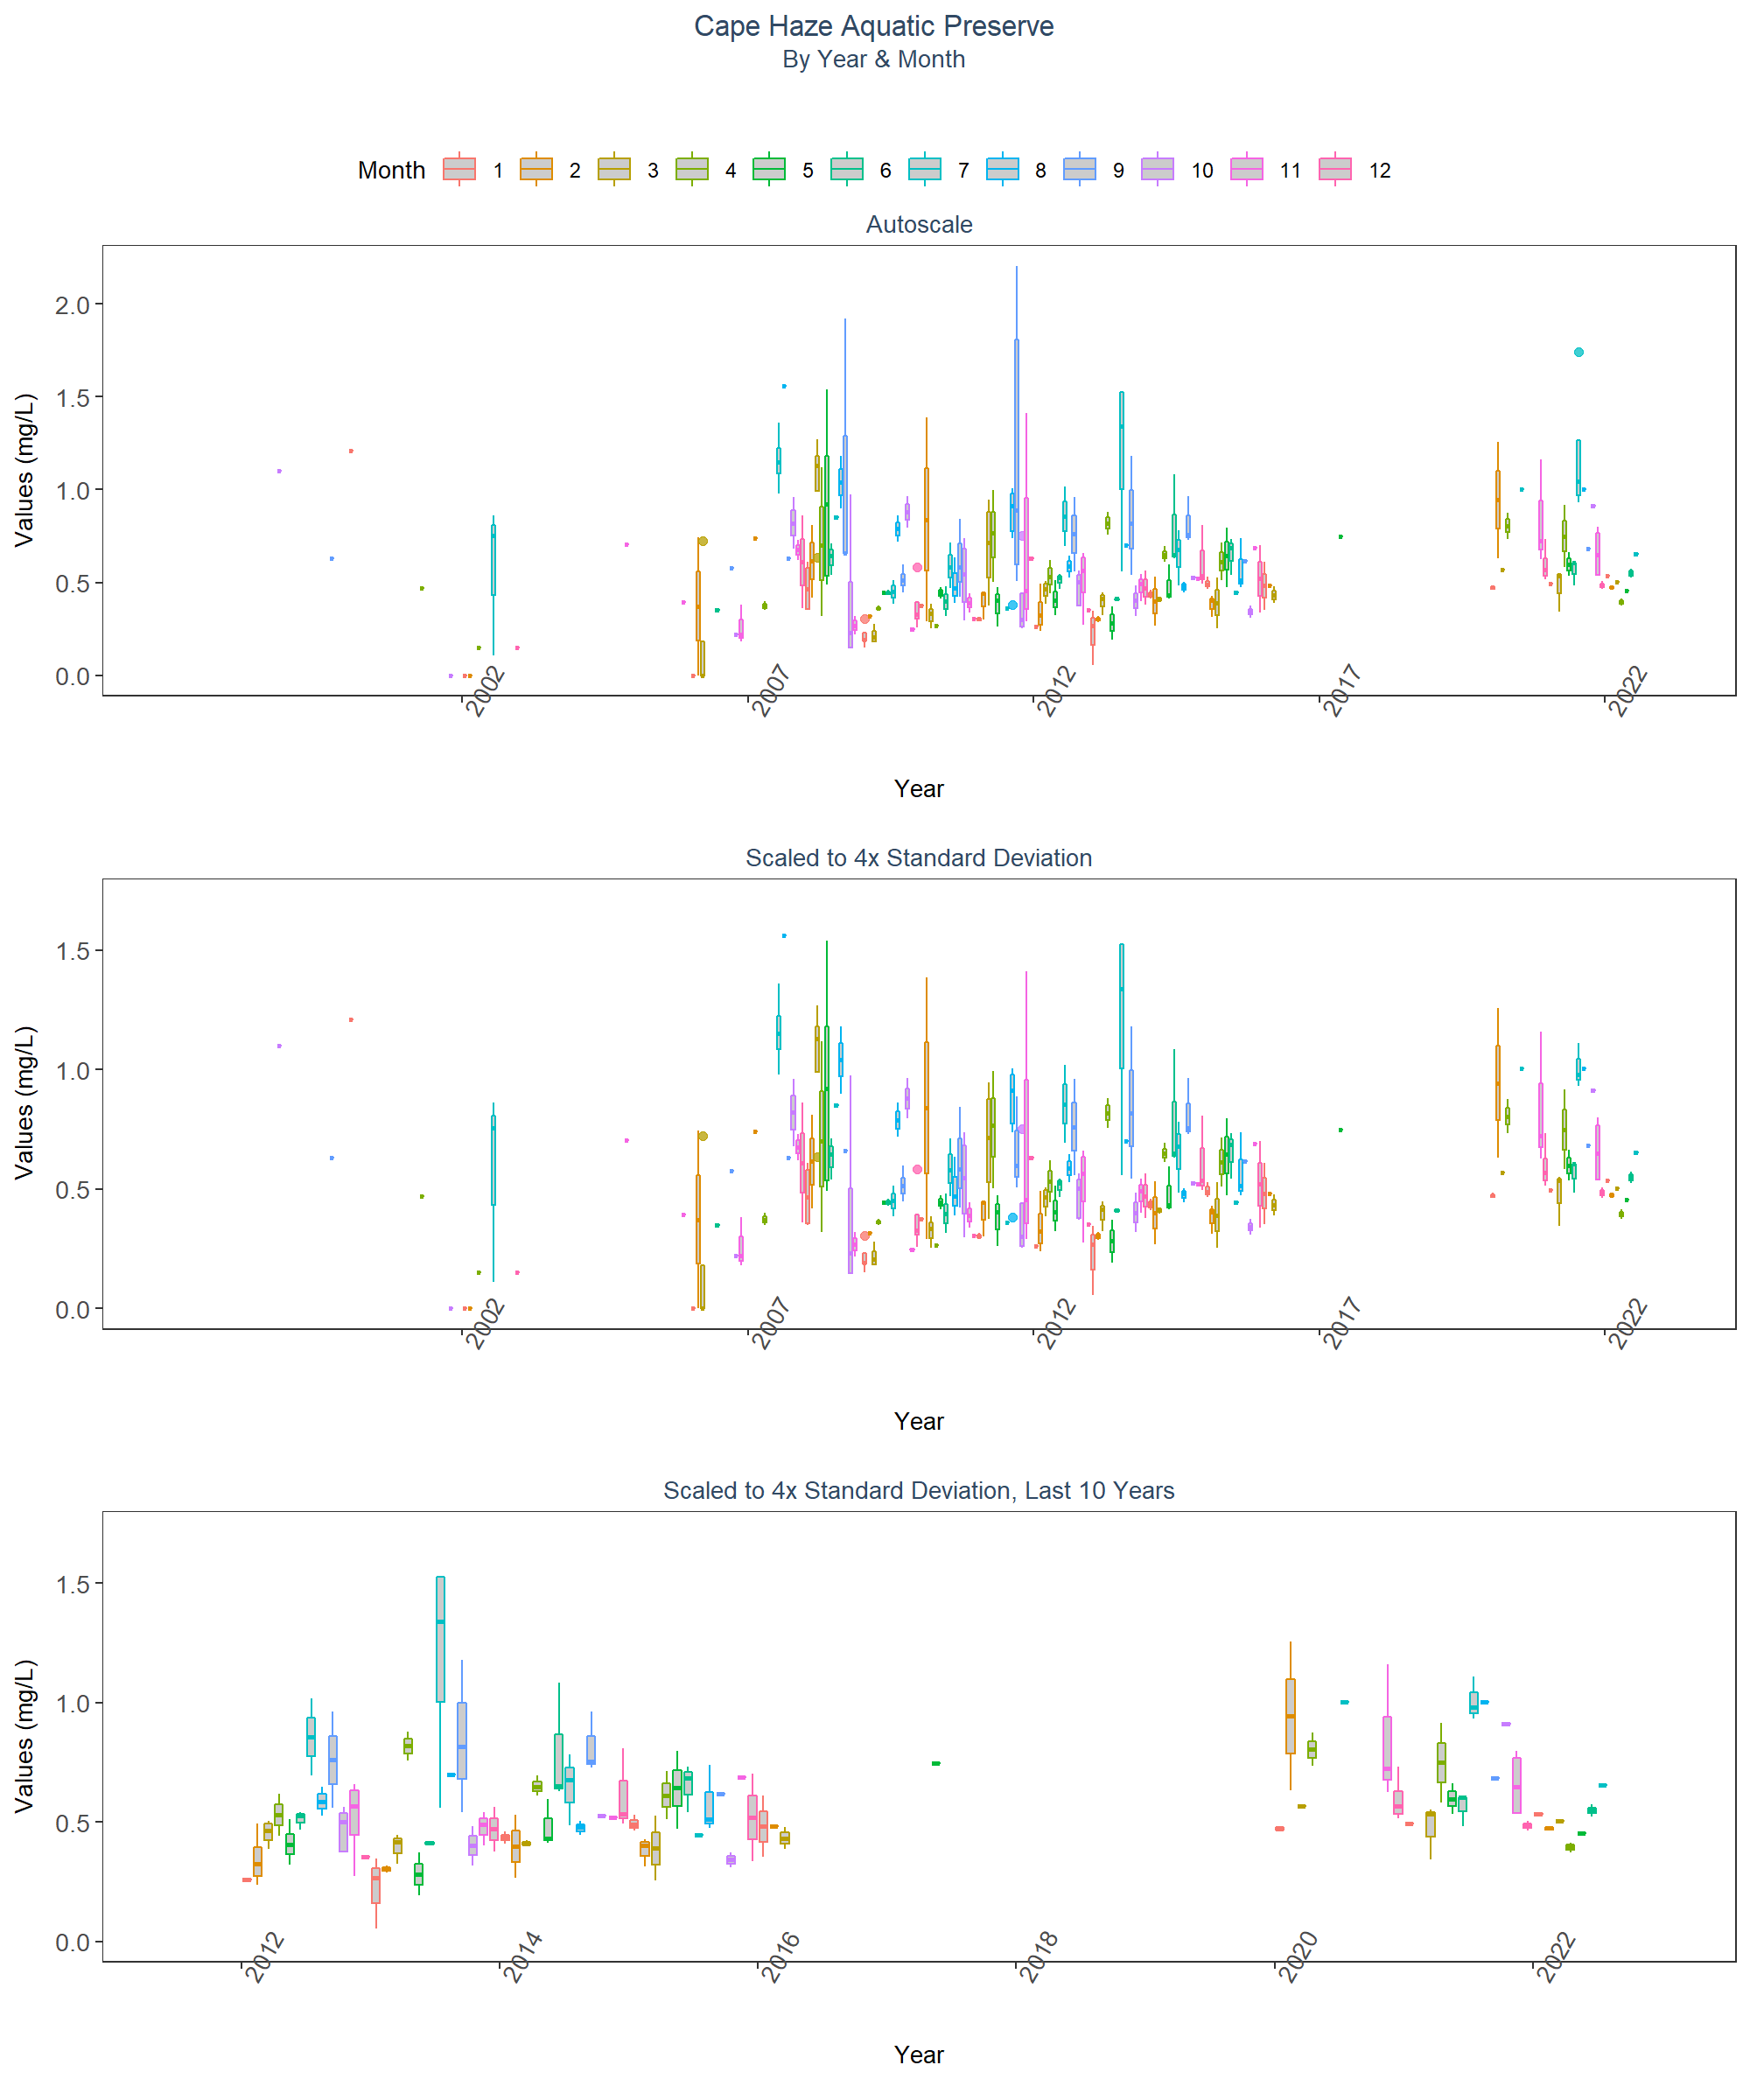 Cape Haze Aquatic Preserve
By Year & Month
Month 1 2 3 4 5 6 7 8 9 10 11 12
Autoscale
Values (mg/L)
2.0
1.5
1.0
0.5
0.0
2002 2007 2012 2017 2022
Year
Scaled to 4x Standard Deviation
Values (mg/L)
1.5
1.0
0.5
0.0
2002 2007 2012 2017 2022
Year
Scaled to 4x Standard Deviation, Last 10 Years
Values (mg/L)
1.5
1.0
0.5
0.0
2012 2014 2016 2018 2020 2022
Year